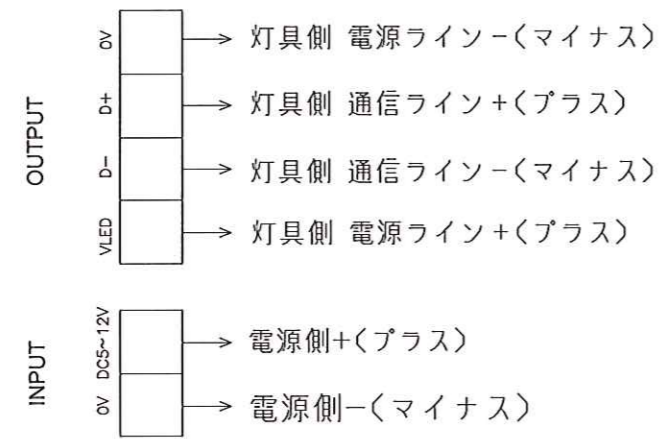 OUTPUT
0V 灯具側 電源ライン-(マイナス)
D+ 灯具側 通信ライン+(プラス)
D- 灯具側 通信ライン-(マイナス)
VLED 灯具側 電源ライン+(プラス)
INPUT
DC5~12V 電源側+(プラス)
0V 電源側-(マイナス)